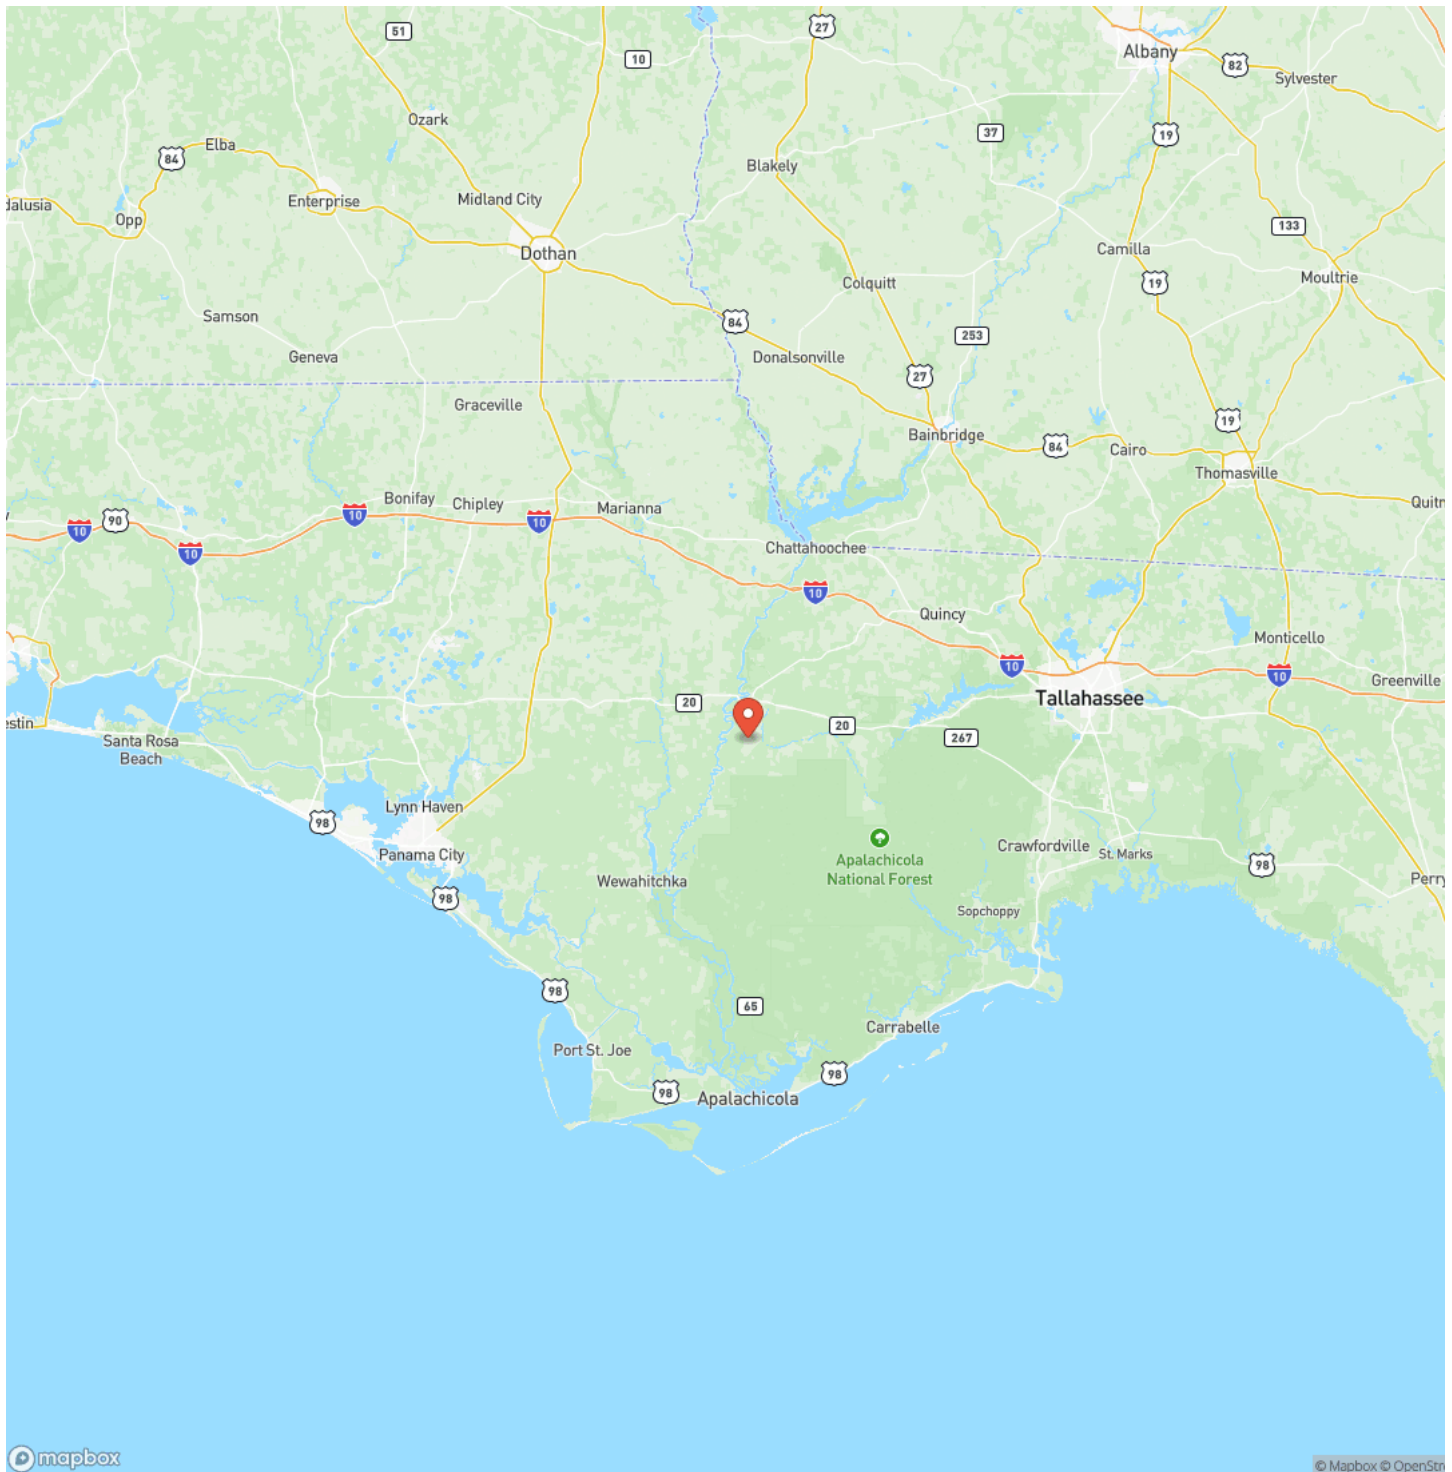 51
27
10
Albany
82
Sylvester
Ozark
37
19
Elba
84
Blakely
Enterprise
Midland City
dalusia
Opp
133
Dothan
Camilla
Moultrie
Colquitt
19
Samson
84
253
Geneva
Donalsonville
27
Graceville
19
Bainbridge
84
Cairo
Thomasville
Bonifay
Chipley
Marianna
Quitn
10
90
10
10
10
Chattahoochee
10
Quincy
Monticello
10
10
Greenville
20
Tallahassee
estin
20
267
Santa Rosa
Beach
Lynn Haven
98
Panama City
Crawfordville
St. Marks
98
Apalachicola
National Forest
Wewahitchka
Perry
98
Sopchoppy
98
65
Carrabelle
Port St. Joe
98
98
Apalachicola
mapbox
© Mapbox © OpenStre